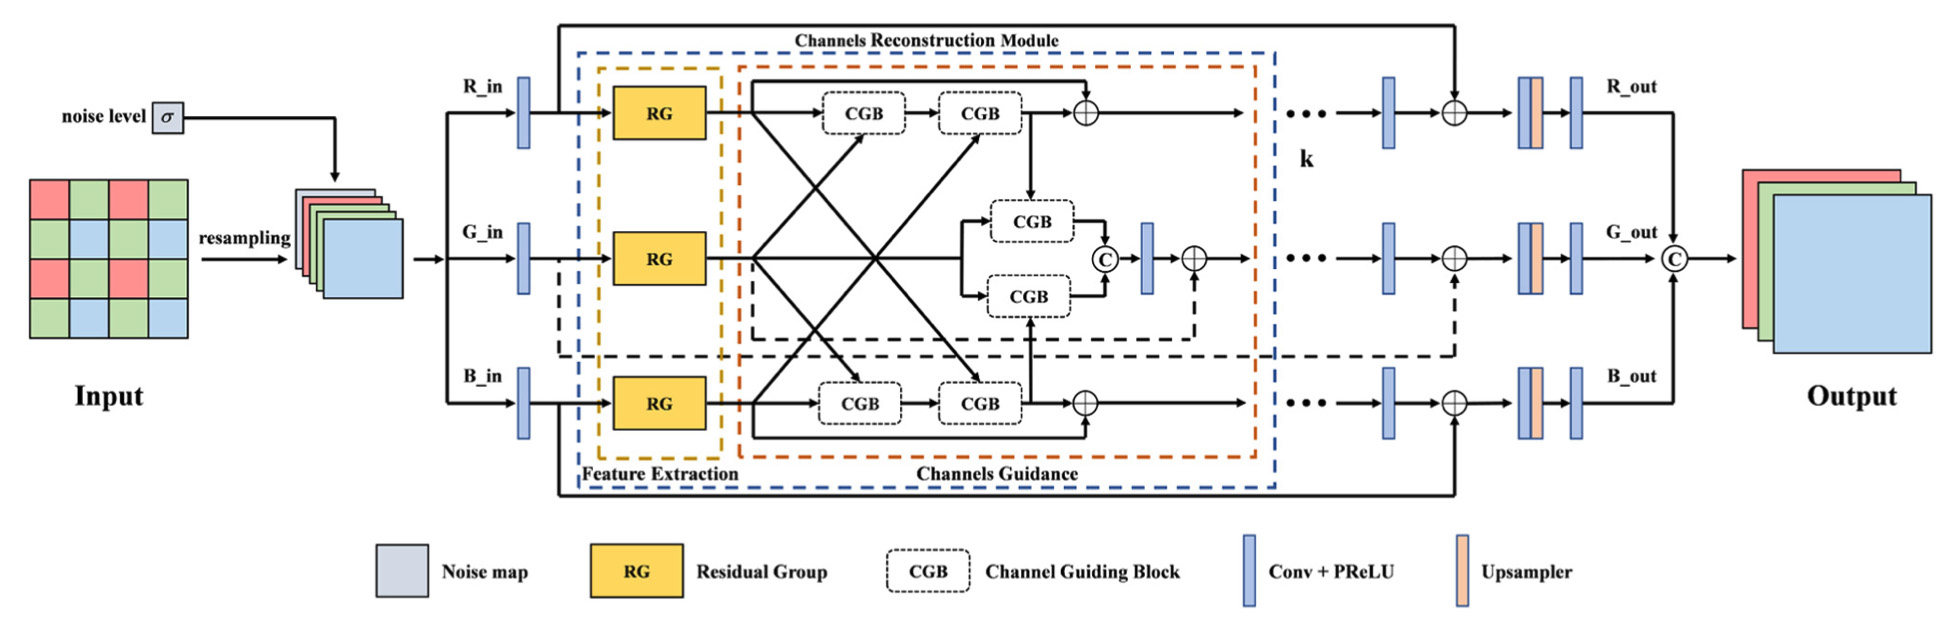 Channels Reconstruction Module
R_in
noise level σ
RG
CGB
CGB
R_out
k
resampling
G_in
RG
CGB
C
CGB
G_out
C
B_in
RG
CGB
CGB
B_out
Input
Output
Feature Extraction
Channels Guidance
Noise map
RG
Residual Group
CGB
Channel Guiding Block
Conv + PReLU
Upsampler